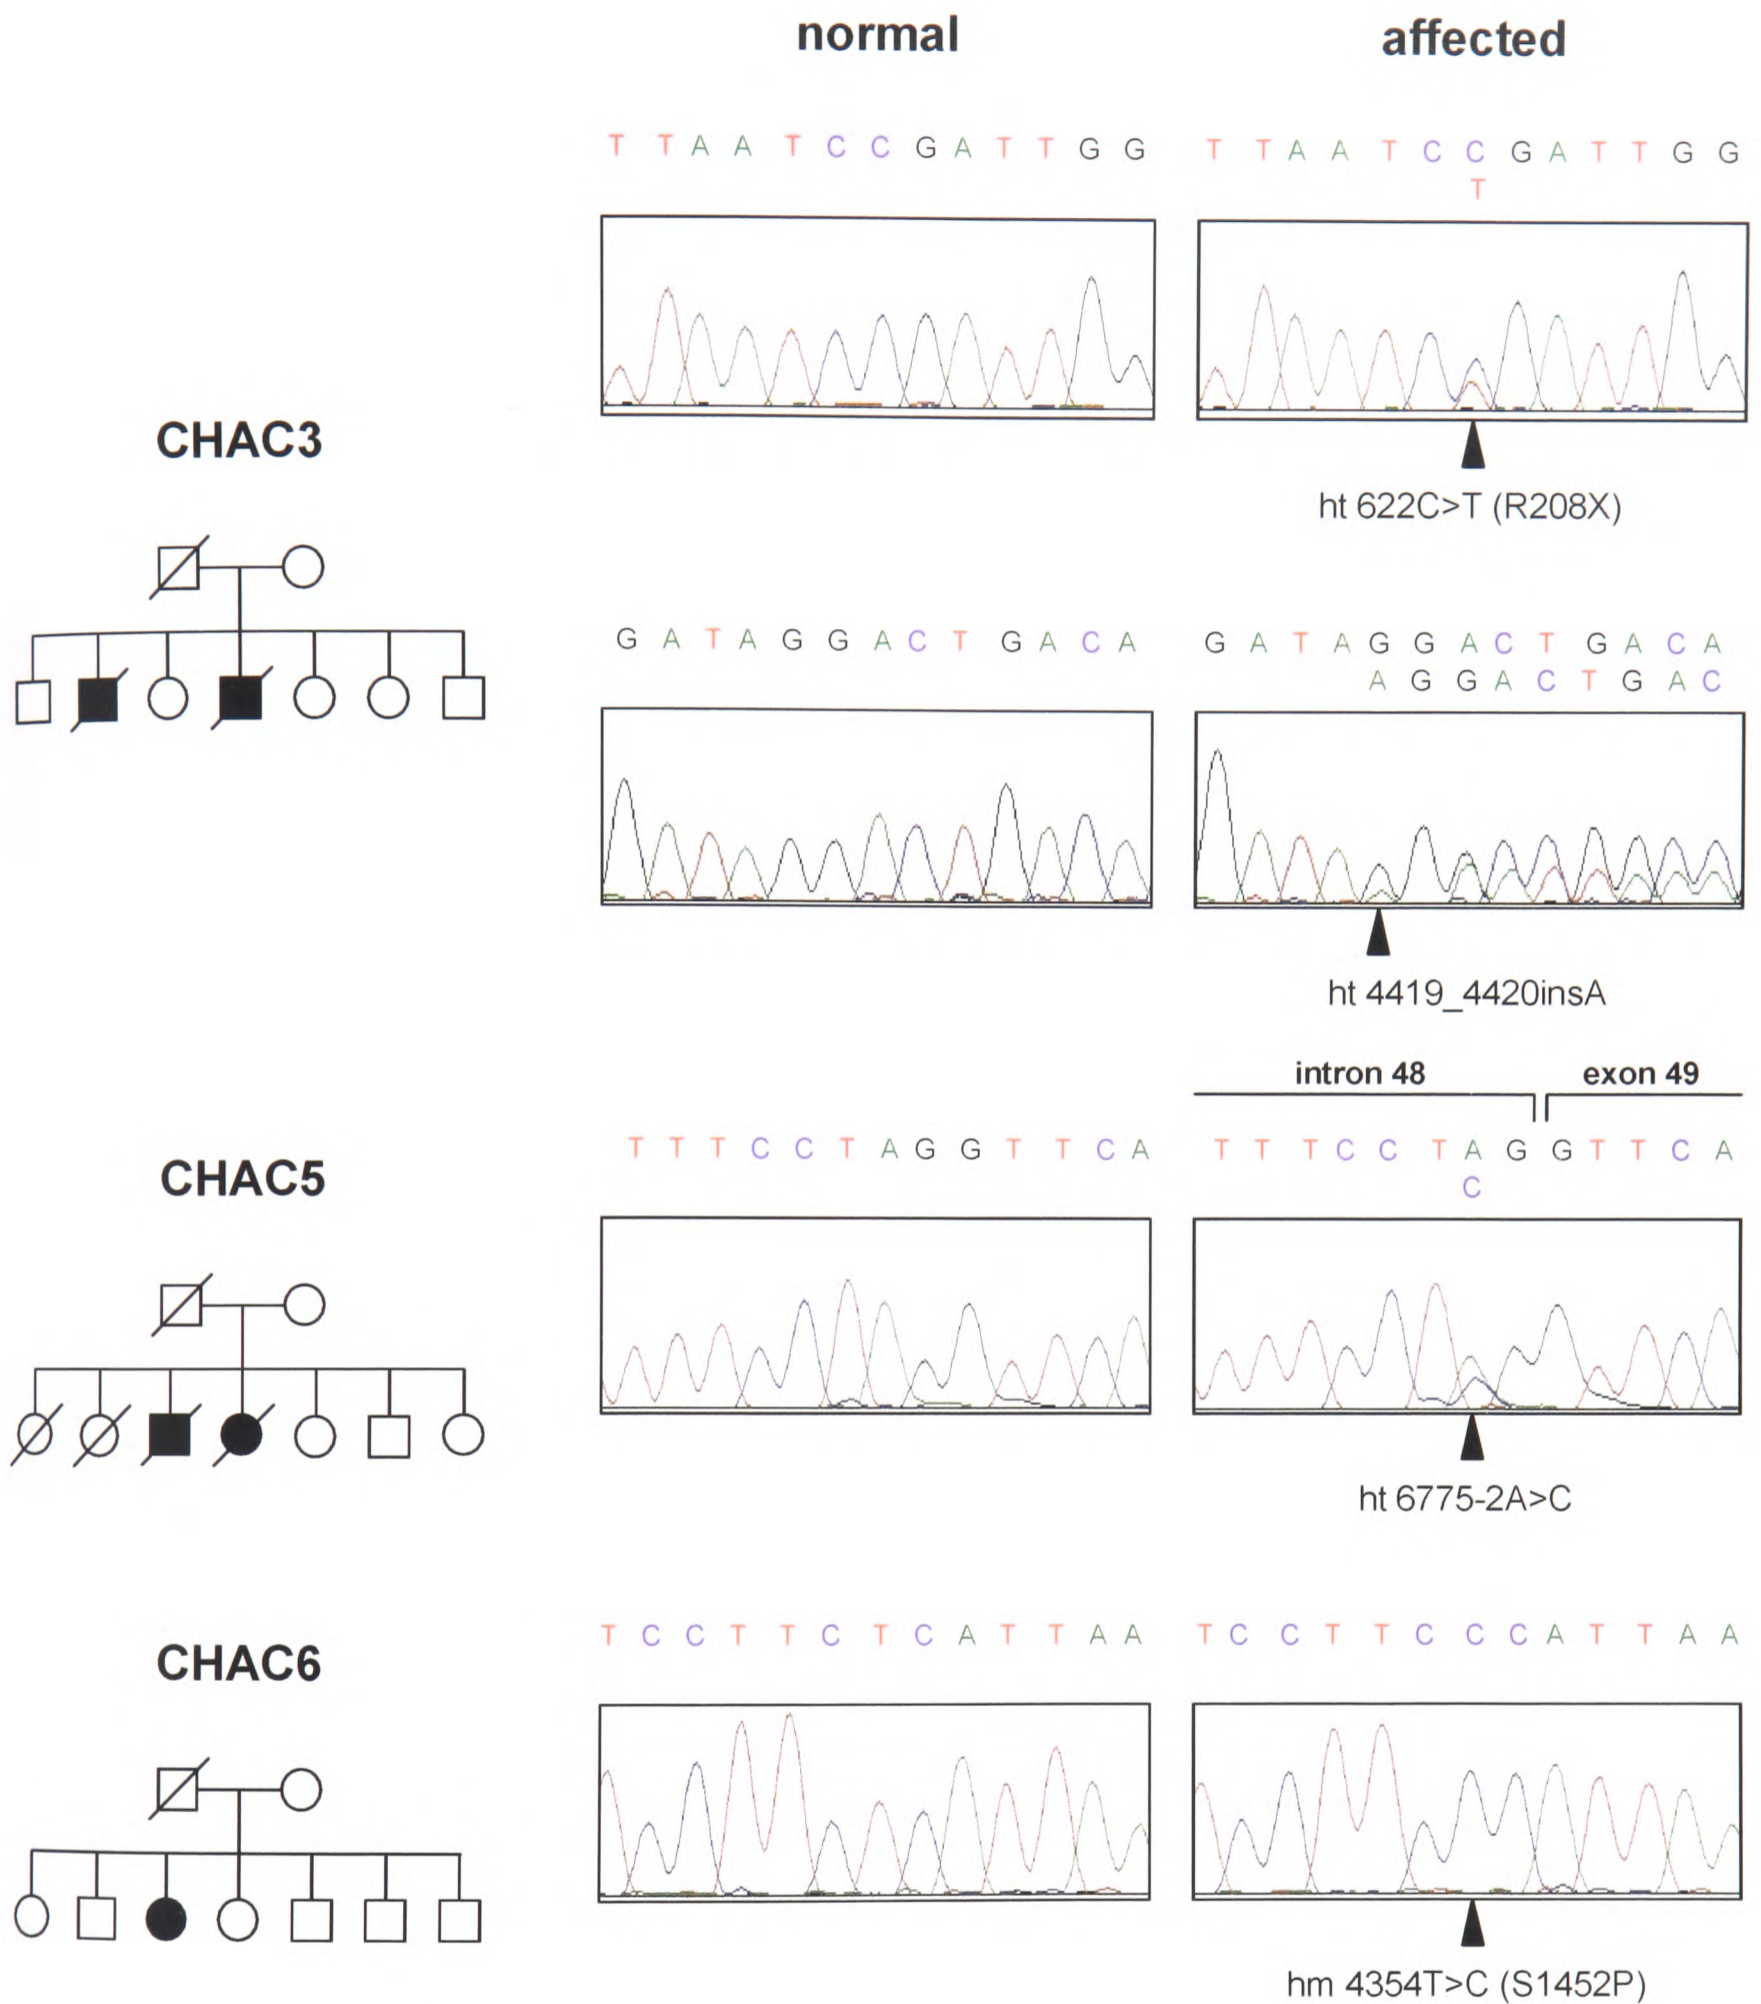 normal
affected
T T A A T C C G A T T G G
T T A A T C C G A T T G G
T
CHAC3
ht 622C>T (R208X)
G A T A G G A C T G A C A
G A T A G G A C T G A C A
A G G A C T G A C
ht 4419_4420insA
intron 48
exon 49
CHAC5
T T T C C T A G G T T C A
T T T C C T A G G T T C A
C
ht 6775-2A>C
CHAC6
T C C T T C T C A T T A A
T C C T T C C C A T T A A
hm 4354T>C (S1452P)